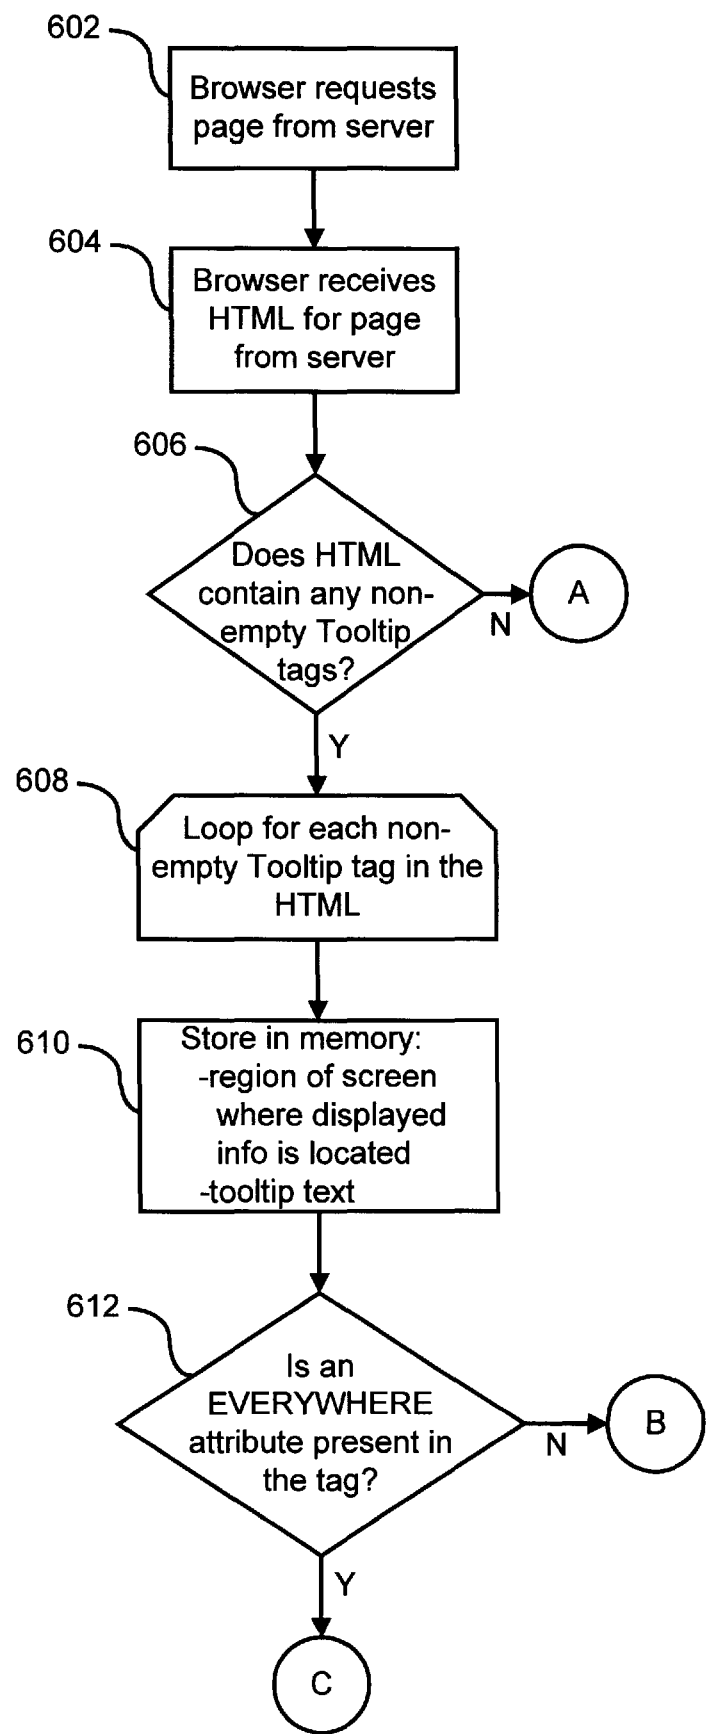 602
Browser requests
page from server
604
Browser receives
HTML for page
from server
606
Does HTML
contain any non-
empty Tooltip
tags?
N
A
Y
608
Loop for each non-
empty Tooltip tag in the
HTML
610
Store in memory:
-region of screen
where displayed
info is located
-tooltip text
612
Is an
EVERYWHERE
attribute present in
the tag?
N
B
Y
C